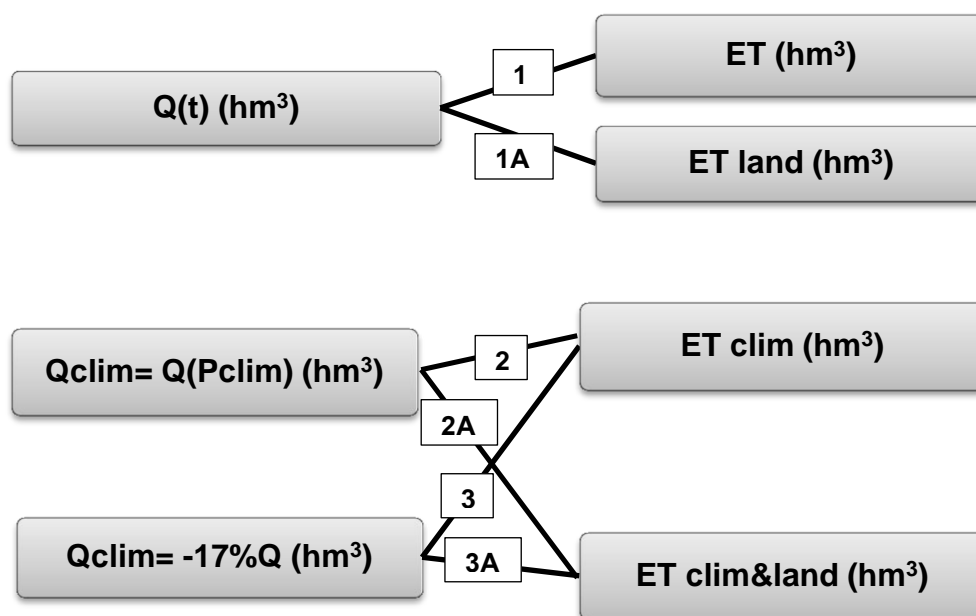 ET (hm³)
1
Q(t) (hm³)
1A
ET land (hm³)
ET clim (hm³)
2
Qclim= Q(Pclim) (hm³)
2A
3
Qclim= -17%Q (hm³)
3A
ET clim&land (hm³)